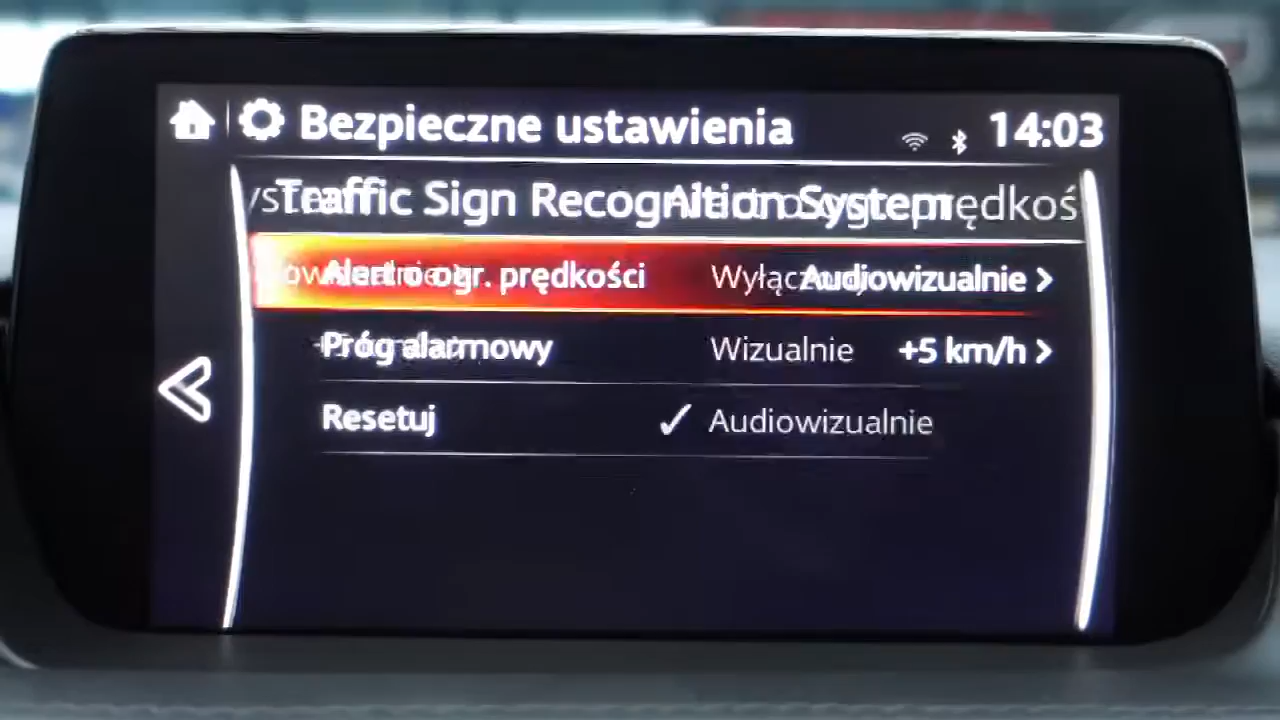 Bezpieczne ustawienia 14:03
Traffic Sign Recognition System prędkoś
Alert o ogr. prędkości Audiowizualnie
Próg alarmowy Wizualnie +5 km/h
Resetuj Audiowizualnie